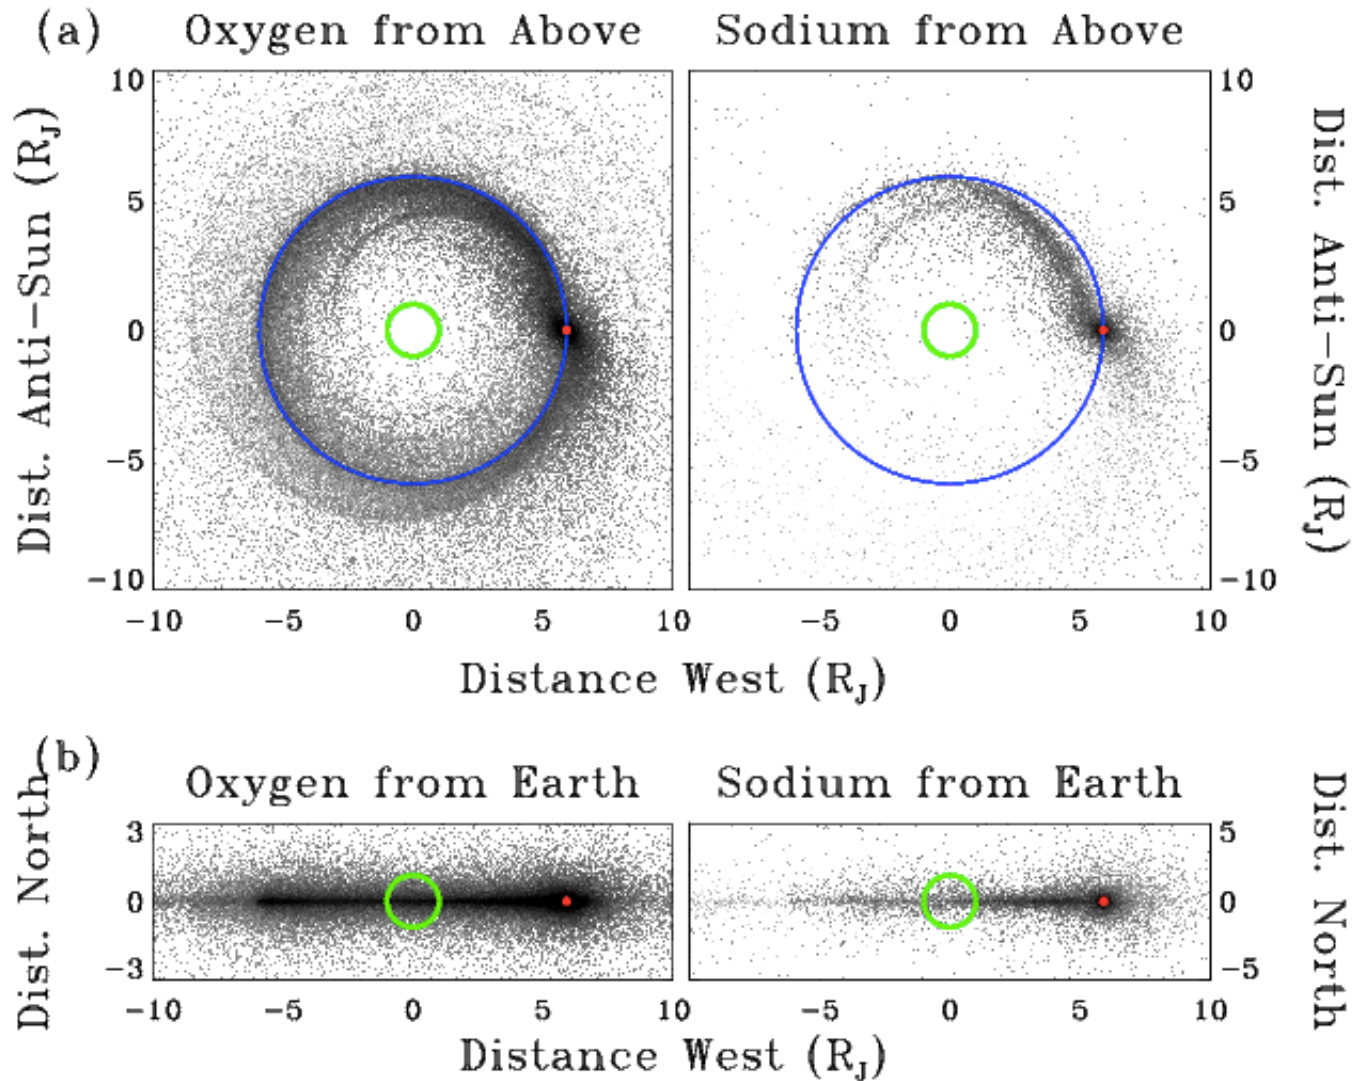 (a) Oxygen from Above Sodium from Above
10 10
5 5
0 0
−5 −5
−10 −10
Dist. Anti−Sun (RJ)
Dist. Anti−Sun (RJ)
−10 −5 0 5 10 −5 0 5 10
Distance West (RJ)
(b) Oxygen from Earth Sodium from Earth
3 5
0 0
−3 −5
Dist. North
Dist. North
−10 −5 0 5 10 −5 0 5 10
Distance West (RJ)